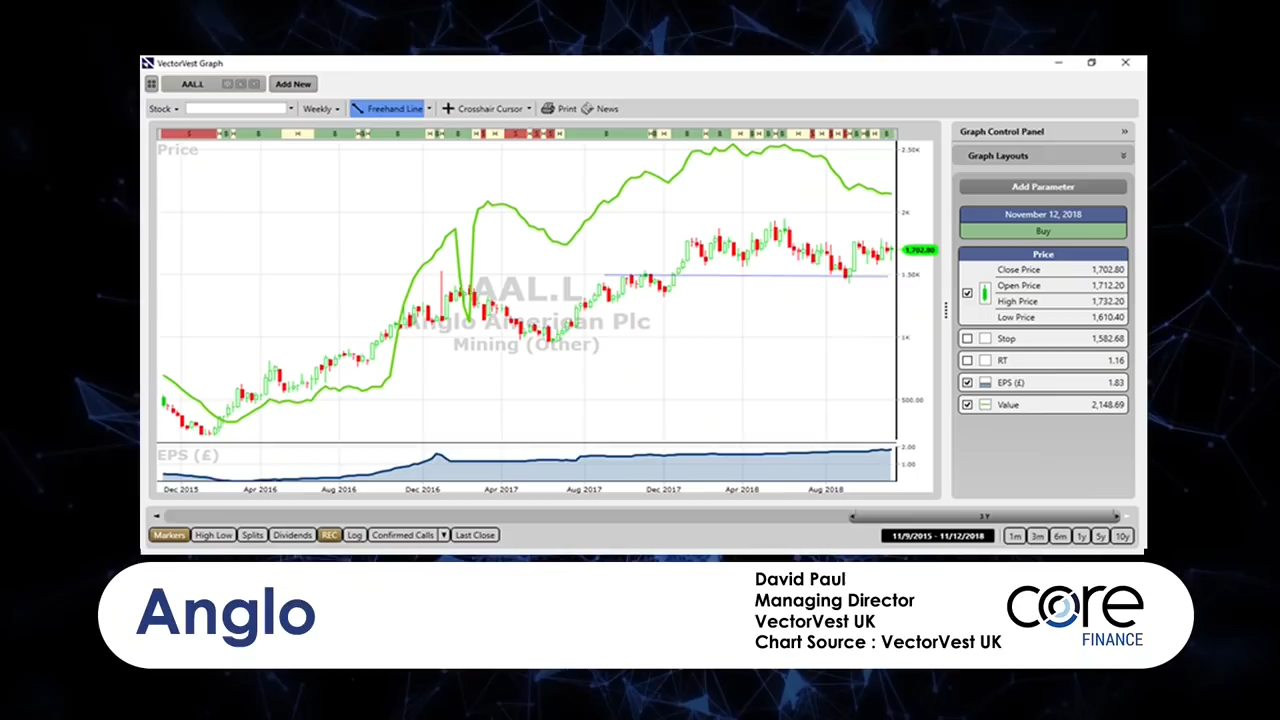 VectorVest Graph
AAL.L
Add New
Stock
Weekly
Freehand Line
Crosshair Cursor
Print
News
Price
2.50K
2K
1,702.80
1.50K
1K
500.00
AAL.L
Anglo American Plc
Mining (Other)
EPS (£)
2.00
1.00
Dec 2015 Apr 2016 Aug 2016 Dec 2016 Apr 2017 Aug 2017 Dec 2017 Apr 2018 Aug 2018
Graph Control Panel
Graph Layouts
Add Parameter
November 12, 2018
Buy
Price
Close Price 1,702.80
Open Price 1,712.20
High Price 1,732.20
Low Price 1,610.40
Stop 1,582.68
RT 1.16
EPS (£) 1.83
Value 2,148.69
3Y
Markers High Low Splits Dividends REC Log Confirmed Calls Last Close
11/9/2015 - 11/12/2018
1m 3m 6m 1y 5y 10y
Anglo
David Paul
Managing Director
VectorVest UK
Chart Source : VectorVest UK
core
FINANCE